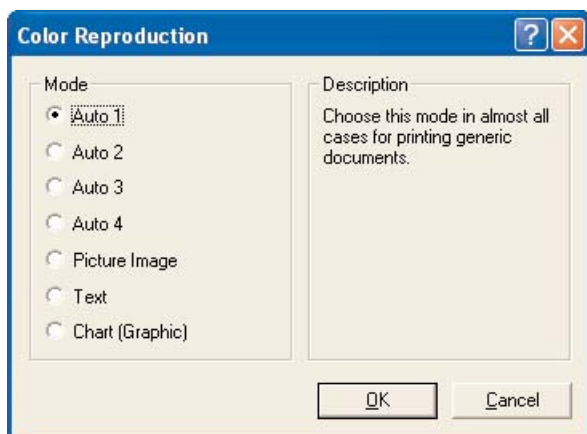 Color Reproduction
Mode
Auto 1
Auto 2
Auto 3
Auto 4
Picture Image
Text
Chart (Graphic)
Description
Choose this mode in almost all
cases for printing generic
documents.
OK
Cancel